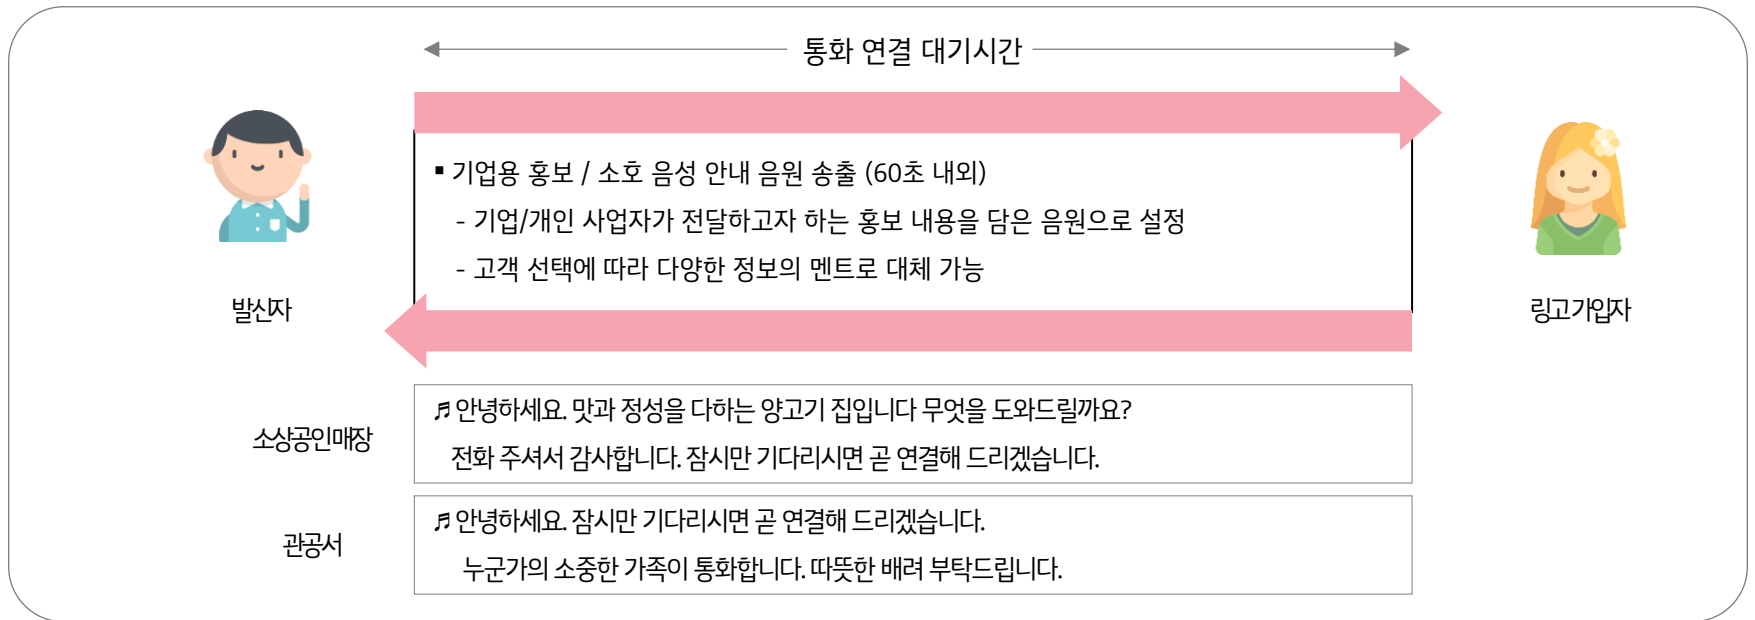 통화 연결 대기시간
▪ 기업용 홍보 / 소호 음성 안내 음원 송출 (60초 내외)
- 기업/개인 사업자가 전달하고자 하는 홍보 내용을 담은 음원으로 설정
- 고객 선택에 따라 다양한 정보의 멘트로 대체 가능
발신자
링고 가입자
소상공인 매장
♬ 안녕하세요. 맛과 정성을 다하는 양고기 집입니다 무엇을 도와드릴까요?
전화 주셔서 감사합니다. 잠시만 기다리시면 곧 연결해 드리겠습니다.
관공서
♬ 안녕하세요. 잠시만 기다리시면 곧 연결해 드리겠습니다.
누군가의 소중한 가족이 통화합니다. 따뜻한 배려 부탁드립니다.